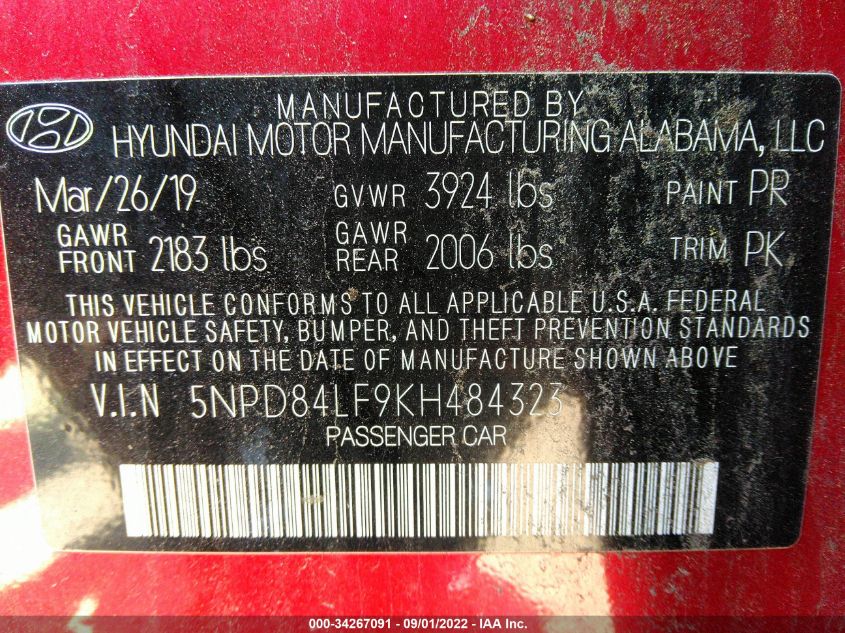 MANUFACTURED BY
HYUNDAI MOTOR MANUFACTURING ALABAMA, LLC
Mar/26/19 GVWR 3924 lbs PAINT PR
GAWR FRONT 2183 lbs GAWR REAR 2006 lbs TRIM PK
THIS VEHICLE CONFORMS TO ALL APPLICABLE U.S.A. FEDERAL
MOTOR VEHICLE SAFETY, BUMPER, AND THEFT PREVENTION STANDARDS
IN EFFECT ON THE DATE OF MANUFACTURE SHOWN ABOVE
V.I.N 5NPD84LF9KH484323
PASSENGER CAR
000-34267091 - 09/01/2022 - IAA Inc.